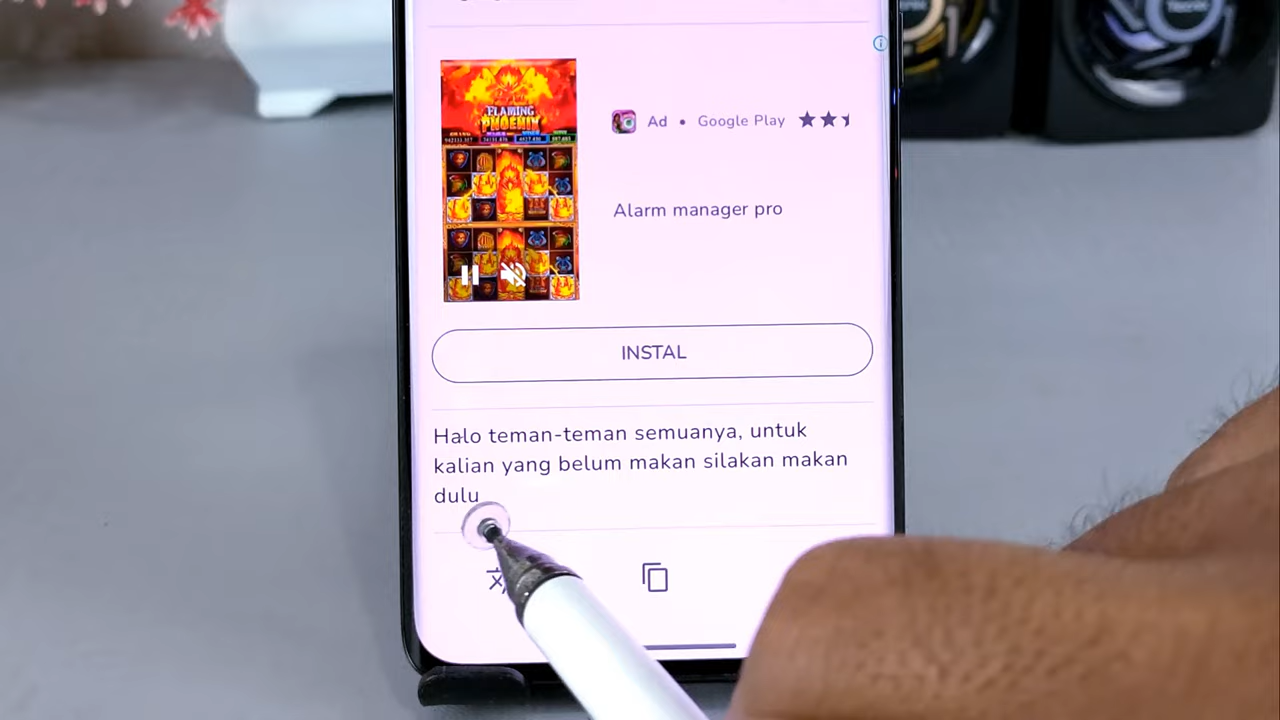 FLAMING
PHOENIX
Ad • Google Play
Alarm manager pro
INSTAL
Halo teman-teman semuanya, untuk
kalian yang belum makan silakan makan
dulu